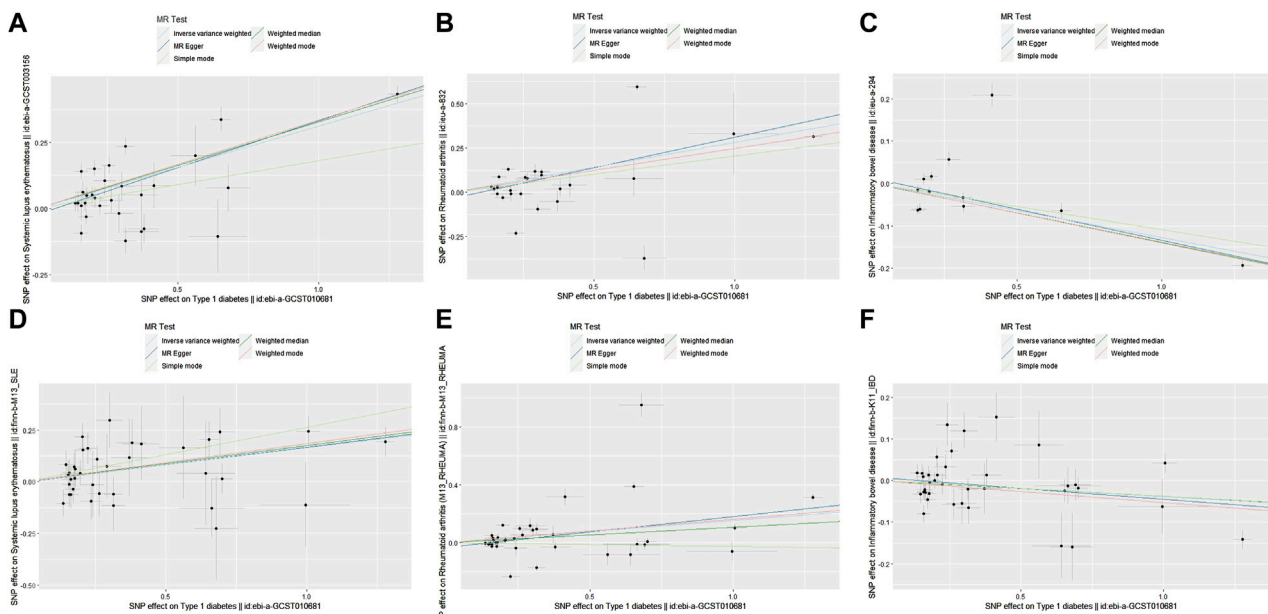 A
MR Test
Inverse variance weighted
Weighted median
MR Egger
Weighted mode
Simple mode
SNP effect on Systemic lupus erythematosus || id:ebi-a-GCST003156
0.25
0.00
-0.25
0.5
1.0
SNP effect on Type 1 diabetes || id:ebi-a-GCST010681
B
MR Test
Inverse variance weighted
Weighted median
MR Egger
Weighted mode
Simple mode
SNP effect on Rheumatoid arthritis || id:ieu-a-832
0.50
0.25
0.00
-0.25
0.5
1.0
SNP effect on Type 1 diabetes || id:ebi-a-GCST010681
C
MR Test
Inverse variance weighted
Weighted median
MR Egger
Weighted mode
Simple mode
SNP effect on Inflammatory bowel disease || id:ieu-a-294
0.2
0.1
0.0
-0.1
-0.2
0.5
1.0
SNP effect on Type 1 diabetes || id:ebi-a-GCST010681
D
MR Test
Inverse variance weighted
Weighted median
MR Egger
Weighted mode
Simple mode
SNP effect on Systemic lupus erythematosus || id:finn-b-M13_SLE
0.25
0.00
-0.25
-0.50
0.5
1.0
SNP effect on Type 1 diabetes || id:ebi-a-GCST010681
E
MR Test
Inverse variance weighted
Weighted median
MR Egger
Weighted mode
Simple mode
NP effect on Rheumatoid arthritis (M13_RHEUMA) || id:finn-b-M13_RHEUMA
0.8
0.4
0.0
0.5
1.0
SNP effect on Type 1 diabetes || id:ebi-a-GCST010681
F
MR Test
Inverse variance weighted
Weighted median
MR Egger
Weighted mode
Simple mode
SNP effect on Inflammatory bowel disease || id:finn-b-K11_IBD
0.2
0.1
0.0
-0.1
-0.2
0.5
1.0
SNP effect on Type 1 diabetes || id:ebi-a-GCST010681